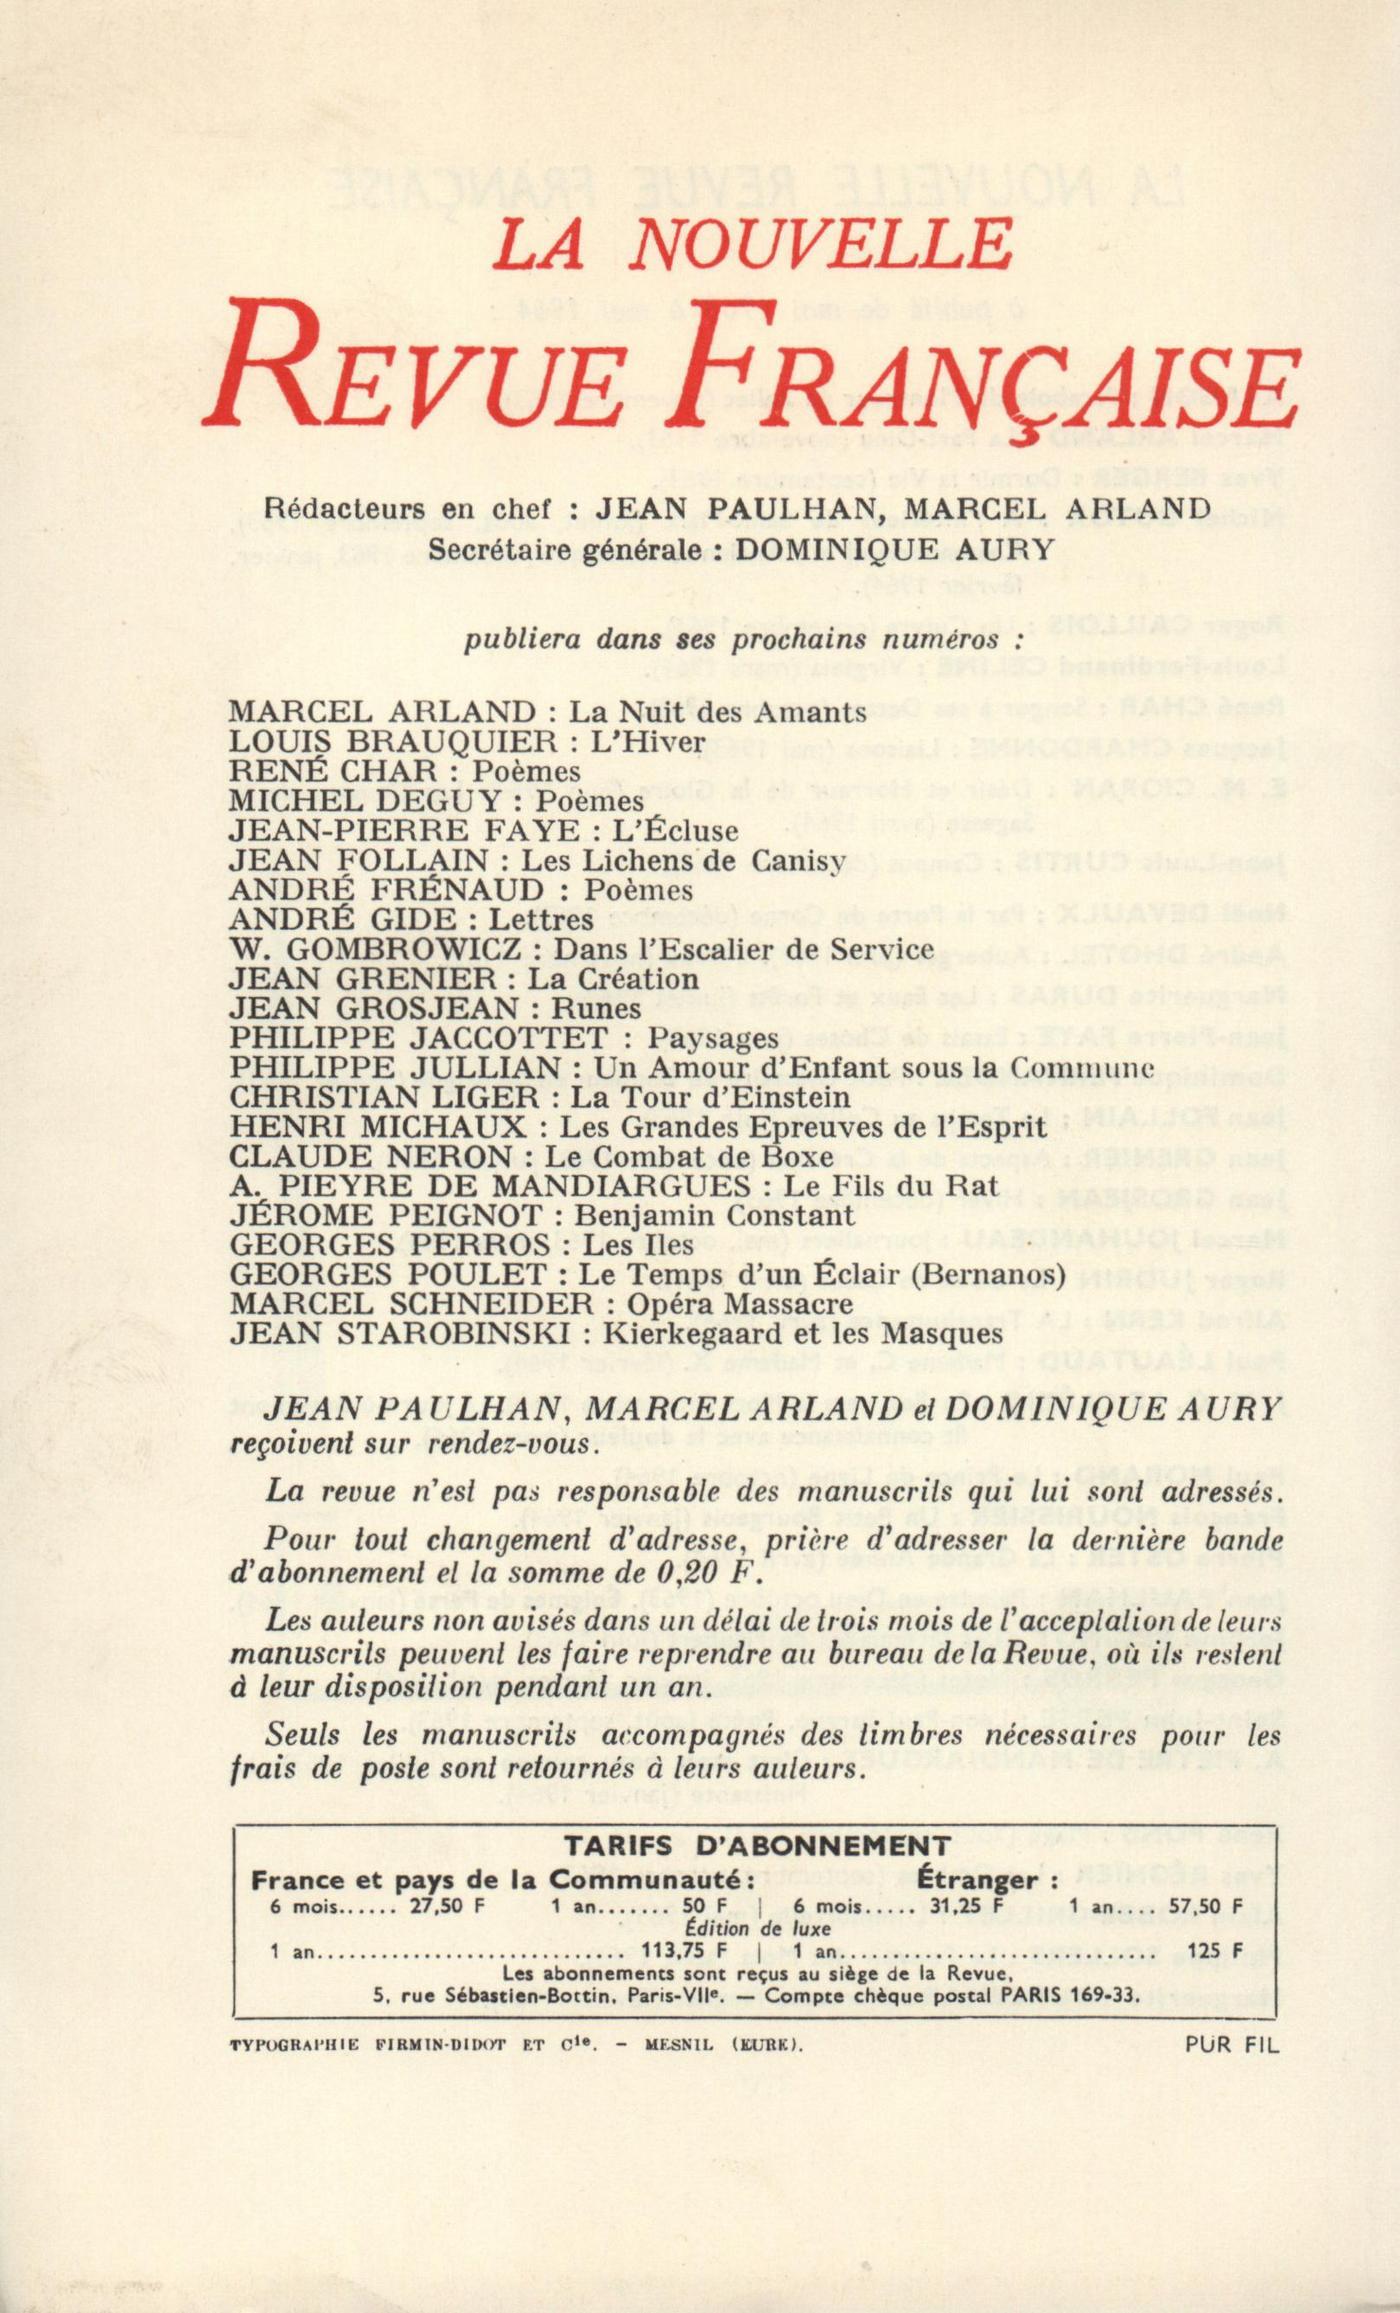 LA NOUVELLE
REVUE FRANÇAISE
Rédacteurs en chef : JEAN PAULHAN, MARCEL ARLAND
Secrétaire générale : DOMINIQUE AURY
publiera dans ses prochains numéros :
MARCEL ARLAND : La Nuit des Amants
LOUIS BRAUQUIER : L'Hiver
RENÉ CHAR : Poèmes
MICHEL DEGUY : Poèmes
JEAN-PIERRE FAYE : L'Écluse
JEAN FOLLAIN : Les Lichens de Canisy
ANDRÉ FRÉNAUD : Poèmes
ANDRÉ GIDE : Lettres
W. GOMBROWICZ : Dans l'Escalier de Service
JEAN GRENIER : La Création
JEAN GROSJEAN : Runes
PHILIPPE JACCOTTET : Paysages
PHILIPPE JULLIAN : Un Amour d'Enfant sous la Commune
CHRISTIAN LIGER : La Tour d'Einstein
HENRI MICHAUX : Les Grandes Epreuves de l'Esprit
CLAUDE NERON : Le Combat de Boxe
A. PIEYRE DE MANDIARGUES : Le Fils du Rat
JÉROME PEIGNOT : Benjamin Constant
GEORGES PERROS : Les Iles
GEORGES POULET : Le Temps d'un Éclair (Bernanos)
MARCEL SCHNEIDER : Opéra Massacre
JEAN STAROBINSKI : Kierkegaard et les Masques
JEAN PAULHAN, MARCEL ARLAND et DOMINIQUE AURY
reçoivent sur rendez-vous.
La revue n'est pas responsable des manuscrits qui lui sont adressés.
Pour tout changement d'adresse, prière d'adresser la dernière bande
d'abonnement et la somme de 0,20 F.
Les auteurs non avisés dans un délai de trois mois de l'acceptation de leurs
manuscrits peuvent les faire reprendre au bureau de la Revue, où ils restent
à leur disposition pendant un an.
Seuls les manuscrits accompagnés des timbres nécessaires pour les
frais de poste sont retournés à leurs auteurs.
TARIFS D'ABONNEMENT
France et pays de la Communauté : Étranger :
6 mois...... 27,50 F 1 an....... 50 F | 6 mois..... 31,25 F 1 an.... 57,50 F
Édition de luxe
1 an............................ 113,75 F | 1 an.............................. 125 F
Les abonnements sont reçus au siège de la Revue,
5, rue Sébastien-Bottin, Paris-VIIe. — Compte chèque postal PARIS 169-33.
TYPOGRAPHIE FIRMIN-DIDOT ET Cie. – MESNIL (EURE). PUR FIL